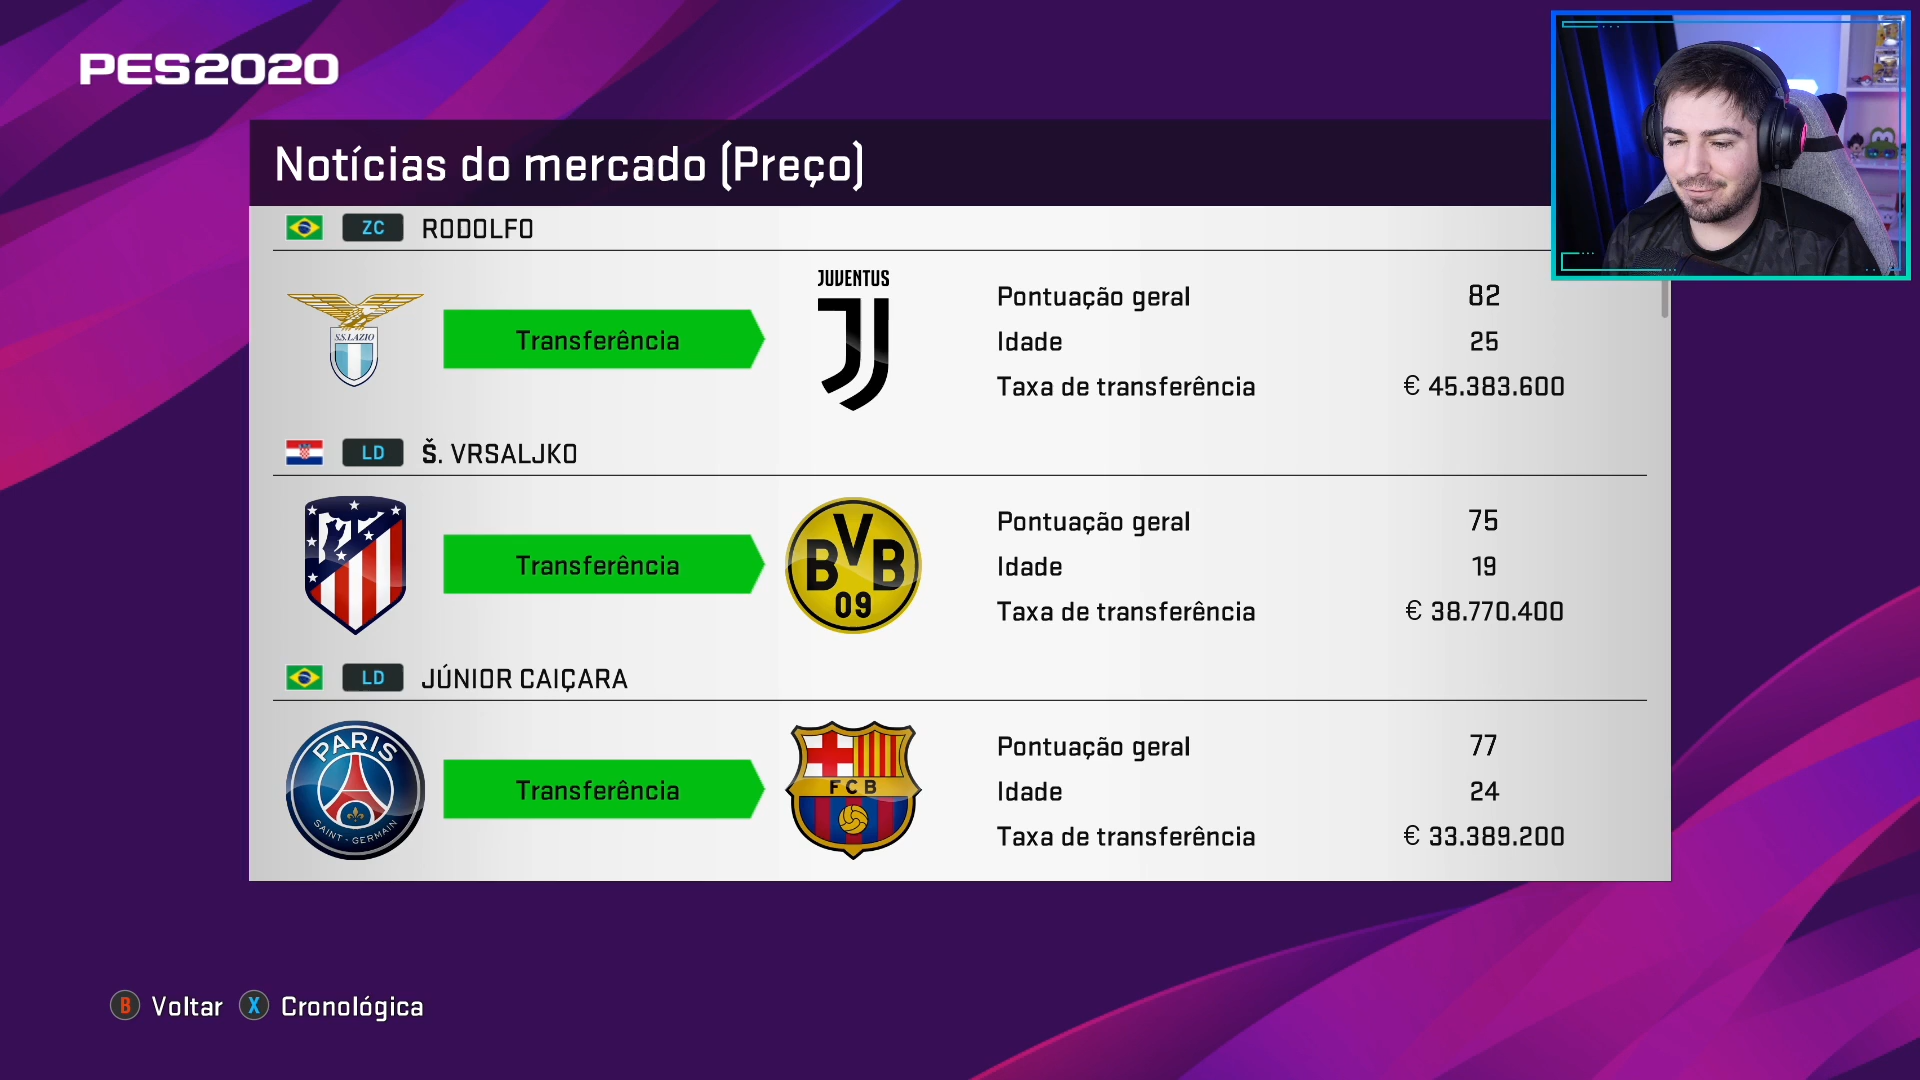 PES2020
Notícias do mercado (Preço)
ZC RODOLFO
S.S.LAZIO
Transferência
JUVENTUS
Pontuação geral 82
Idade 25
Taxa de transferência € 45.383.600
LD Š. VRSALJKO
Transferência
BVB
09
Pontuação geral 75
Idade 19
Taxa de transferência € 38.770.400
LD JÚNIOR CAIÇARA
PARIS
SAINT-GERMAIN
Transferência
FCB
Pontuação geral 77
Idade 24
Taxa de transferência € 33.389.200
B Voltar X Cronológica